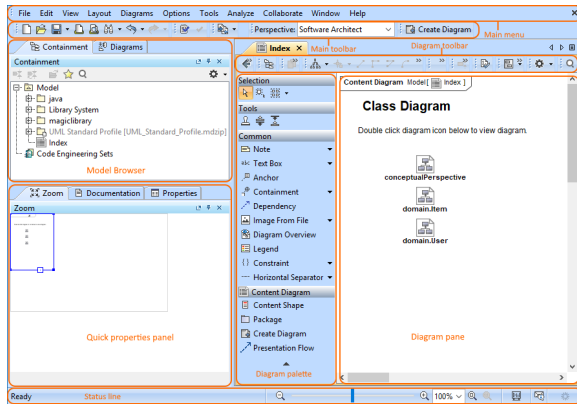 File Edit View Layout Diagrams Options Tools Analyze Collaborate Window Help
Main menu
Perspective: Software Architect Create Diagram
Containment Diagrams
Index
Main toolbar
Diagram toolbar
Containment
Model
java
Library System
magiclibrary
UML Standard Profile [UML_Standard_Profile.mdzip]
Index
Code Engineering Sets
Model Browser
Zoom Documentation Properties
Zoom
Quick properties panel
Selection
Tools
Common
Note
abc Text Box
Anchor
Containment
Dependency
Image From File
Diagram Overview
Legend
{ } Constraint
Horizontal Separator
Content Diagram
Content Shape
Package
Create Diagram
Presentation Flow
Diagram palette
Content Diagram Model[ Index ]
Class Diagram
Double click diagram icon below to view diagram.
conceptualPerspective
domain.Item
domain.User
Diagram pane
Ready
Status line
100%